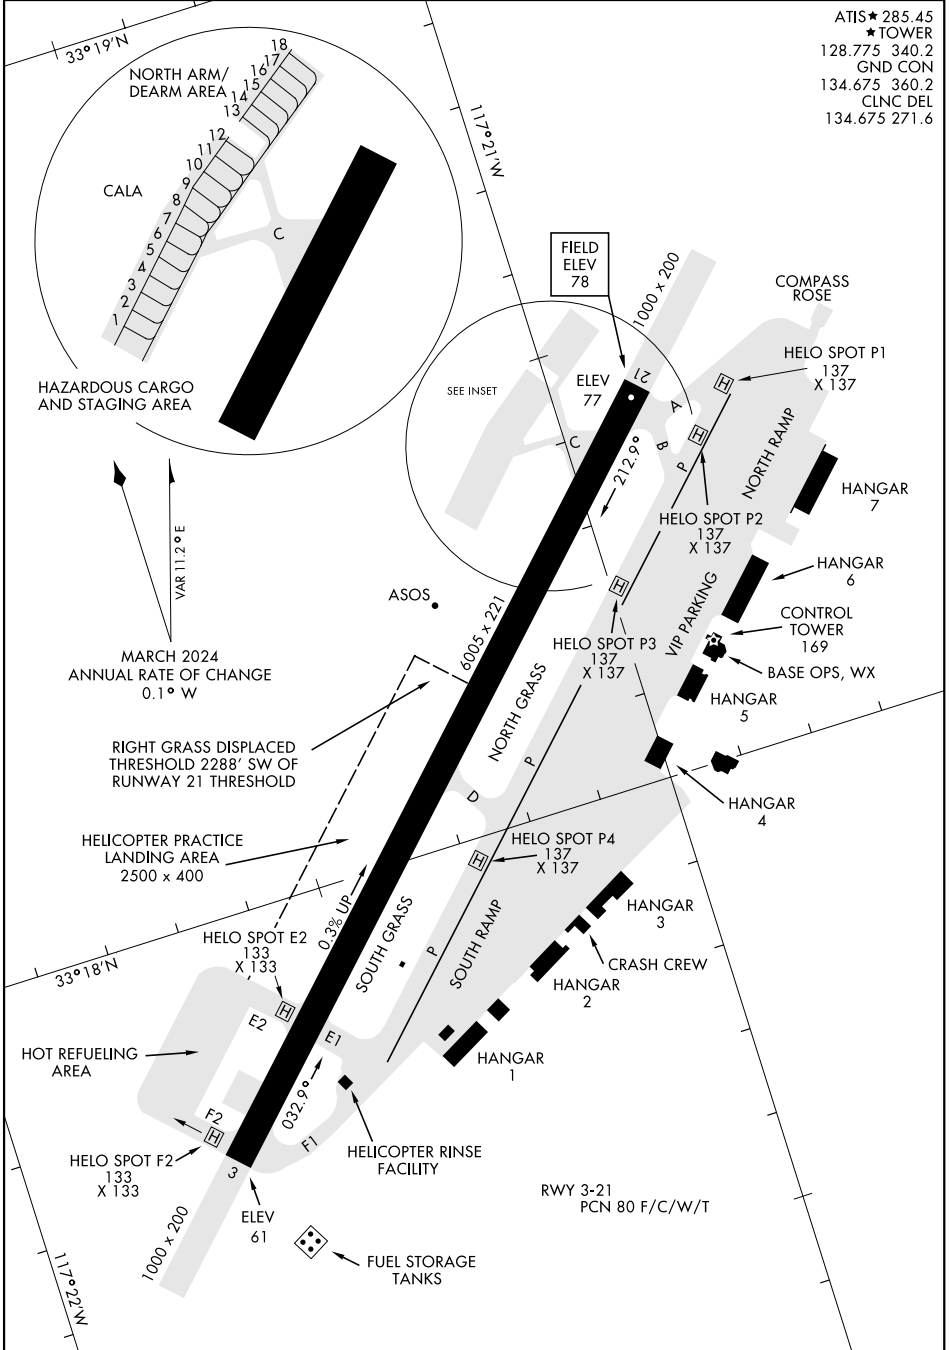 ATIS★ 285.45
★ TOWER
128.775 340.2
GND CON
134.675 360.2
CLNC DEL
134.675 271.6
33°19'N
NORTH ARM/
DEARM AREA
18
17
16
15
14
13
12
11
10
9
8
7
6
5
4
3
2
1
CALA
C
HAZARDOUS CARGO
AND STAGING AREA
117°21'W
FIELD
ELEV
78
1000 x 200
COMPASS
ROSE
HELO SPOT P1
137
X 137
SEE INSET
ELEV
77
21
A
B
C
P
H
H
212.9°
NORTH RAMP
HANGAR
7
HELO SPOT P2
137
X 137
VAR 11.2° E
HANGAR
6
ASOS
6005 x 221
H
VIP PARKING
CONTROL
TOWER
169
HELO SPOT P3
137
X 137
BASE OPS, WX
MARCH 2024
ANNUAL RATE OF CHANGE
0.1° W
NORTH GRASS
HANGAR
5
RIGHT GRASS DISPLACED
THRESHOLD 2288' SW OF
RUNWAY 21 THRESHOLD
P
D
HANGAR
4
HELICOPTER PRACTICE
LANDING AREA
2500 x 400
HELO SPOT P4
137
X 137
H
0.3% UP
SOUTH GRASS
P
SOUTH RAMP
HANGAR
3
HELO SPOT E2
133
X 133
CRASH CREW
HANGAR
2
33°18'N
H
E2
E1
HOT REFUELING
AREA
HANGAR
1
032.9°
F2
H
F1
HELICOPTER RINSE
FACILITY
HELO SPOT F2
133
X 133
3
RWY 3-21
PCN 80 F/C/W/T
ELEV
61
1000 x 200
FUEL STORAGE
TANKS
117°22'W